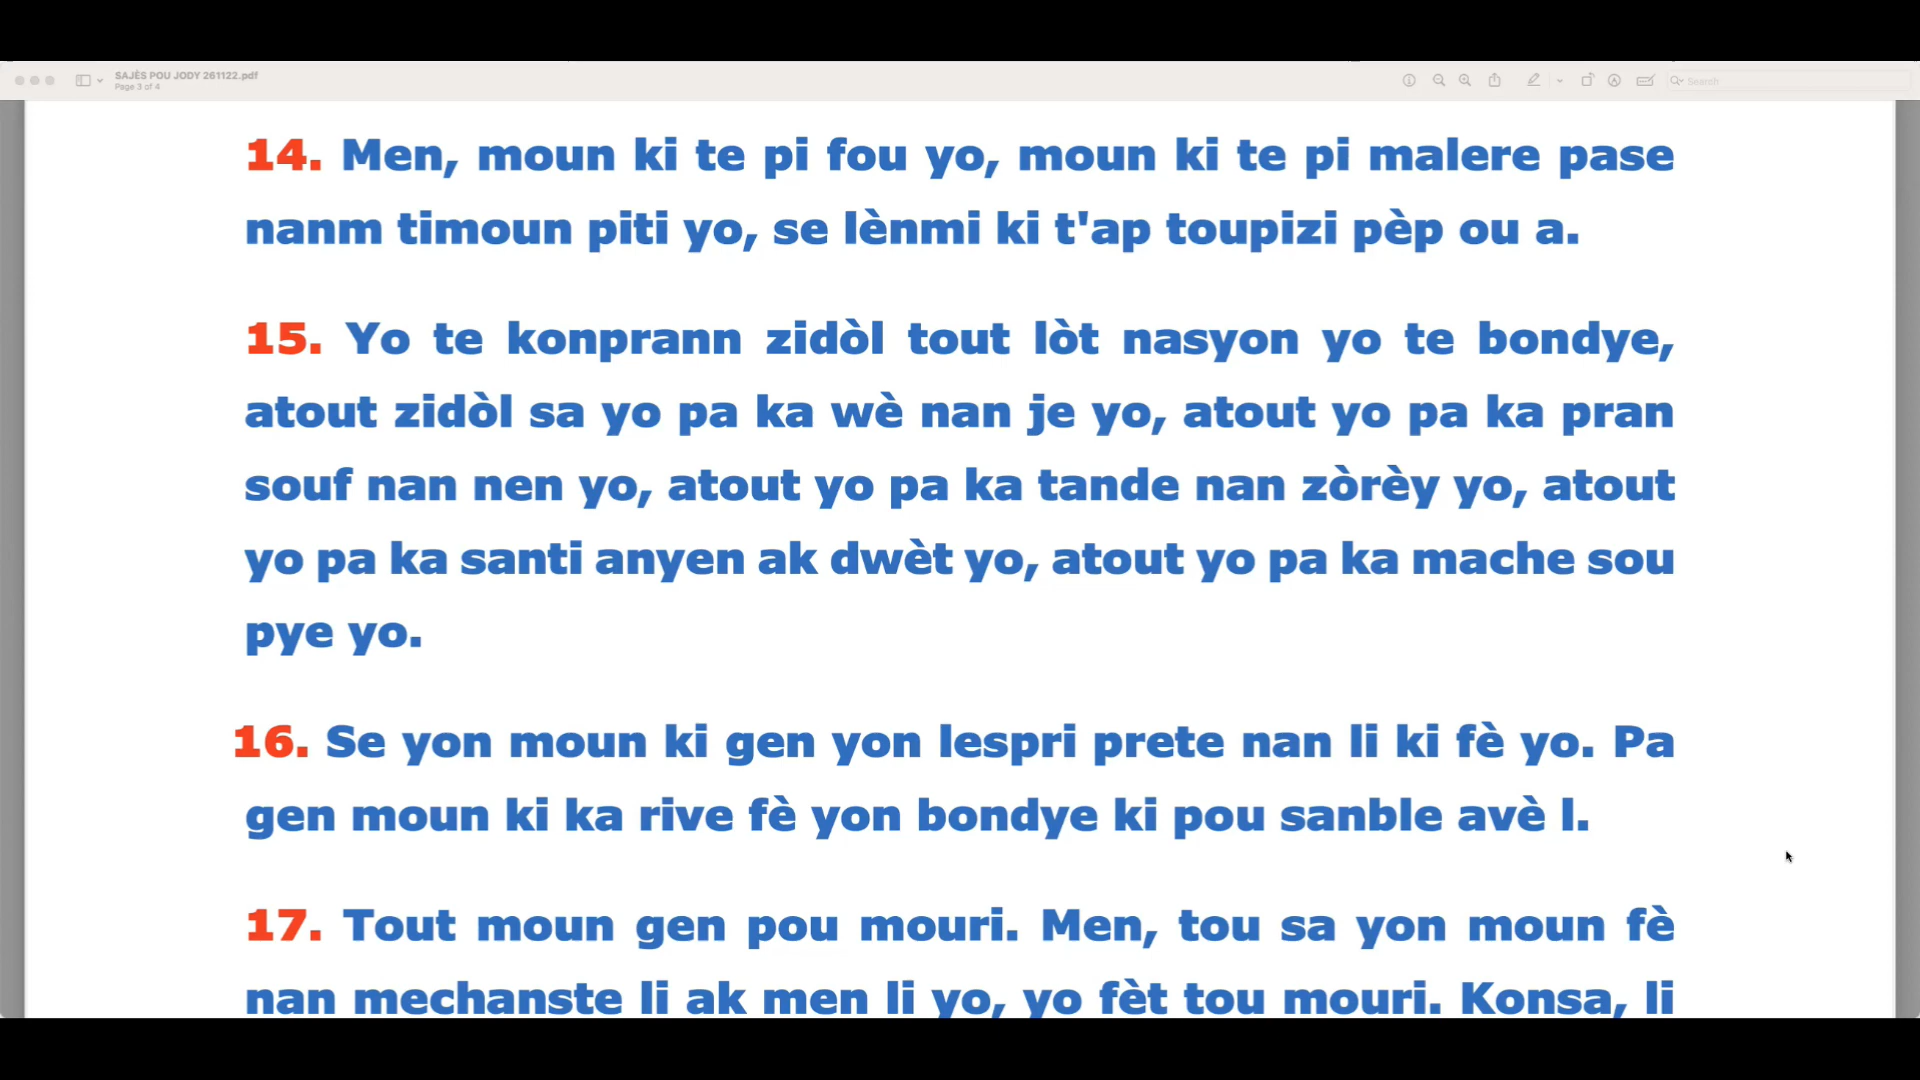 SAJÈS POU JODY 261122.pdf
Page 3 of 4
Search
14. Men, moun ki te pi fou yo, moun ki te pi malere pase
nanm timoun piti yo, se lènmi ki t'ap toupizi pèp ou a.
15. Yo te konprann zidòl tout lòt nasyon yo te bondye,
atout zidòl sa yo pa ka wè nan je yo, atout yo pa ka pran
souf nan nen yo, atout yo pa ka tande nan zòrèy yo, atout
yo pa ka santi anyen ak dwèt yo, atout yo pa ka mache sou
pye yo.
16. Se yon moun ki gen yon lespri prete nan li ki fè yo. Pa
gen moun ki ka rive fè yon bondye ki pou sanble avè l.
17. Tout moun gen pou mouri. Men, tou sa yon moun fè
nan mechanste li ak men li yo, yo fèt tou mouri. Konsa, li